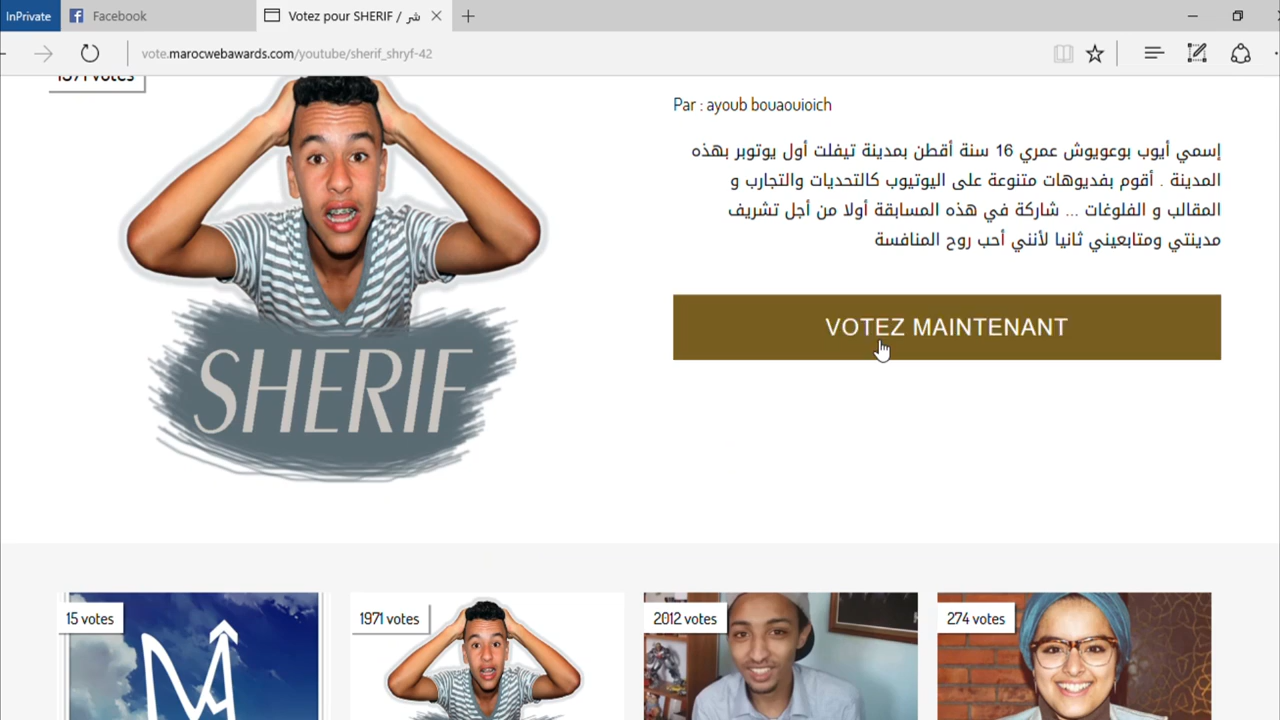 InPrivate
Facebook
Votez pour SHERIF / شر
vote.marocwebawards.com/youtube/sherif_shryf-42
1971 votes
Par : ayoub bouaouioich
إسمي أيوب بوعويوش عمري 16 سنة أقطن بمدينة تيفلت أول يوتوبر بهذه
المدينة . أقوم بفديوهات متنوعة على اليوتيوب كالتحديات والتجارب و
المقالب و الفلوغات ... شاركة في هذه المسابقة أولا من أجل تشريف
مدينتي ومتابعيني ثانيا لأنني أحب روح المنافسة
VOTEZ MAINTENANT
SHERIF
15 votes
1971 votes
2012 votes
274 votes